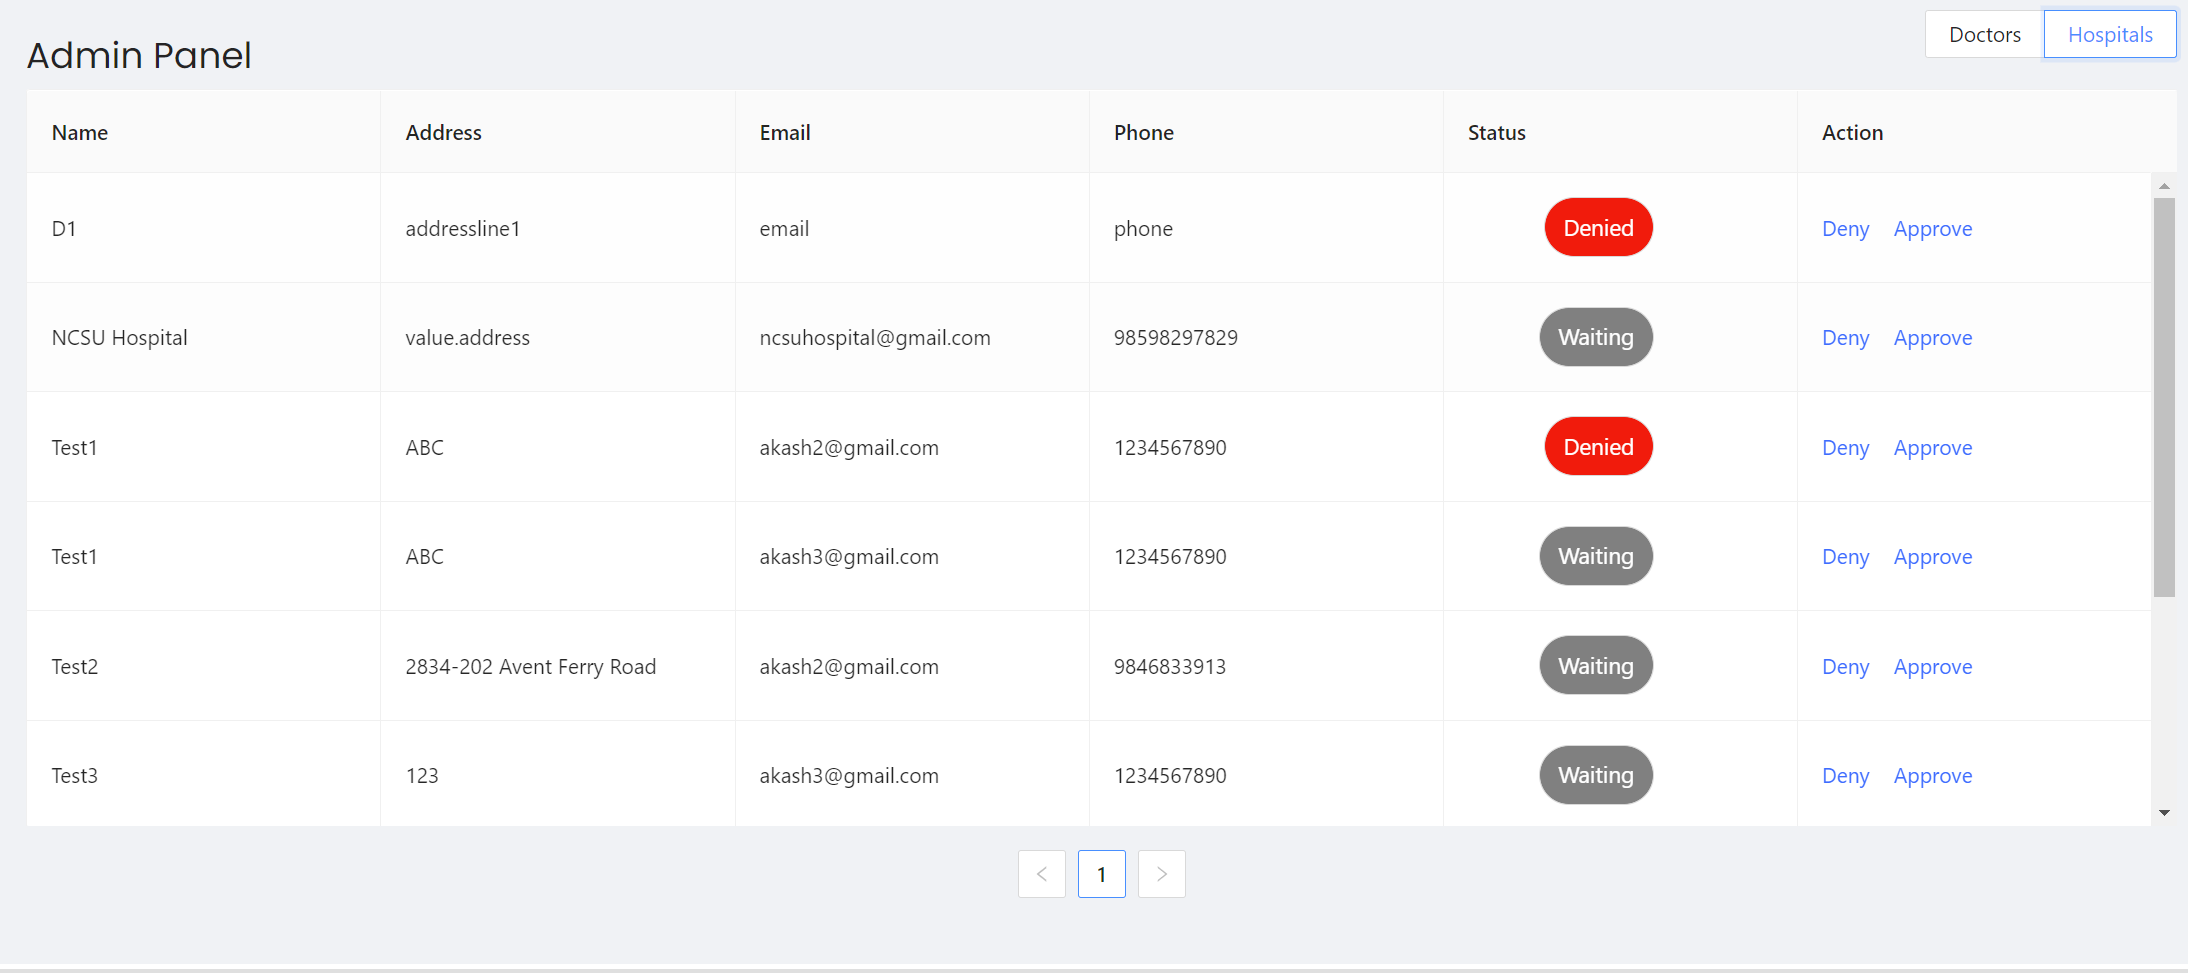 Doctors Hospitals
Admin Panel
Name Address Email Phone Status Action
D1 addressline1 email phone Denied Deny Approve
NCSU Hospital value.address ncsuhospital@gmail.com 98598297829 Waiting Deny Approve
Test1 ABC akash2@gmail.com 1234567890 Denied Deny Approve
Test1 ABC akash3@gmail.com 1234567890 Waiting Deny Approve
Test2 2834-202 Avent Ferry Road akash2@gmail.com 9846833913 Waiting Deny Approve
Test3 123 akash3@gmail.com 1234567890 Waiting Deny Approve
< 1 >